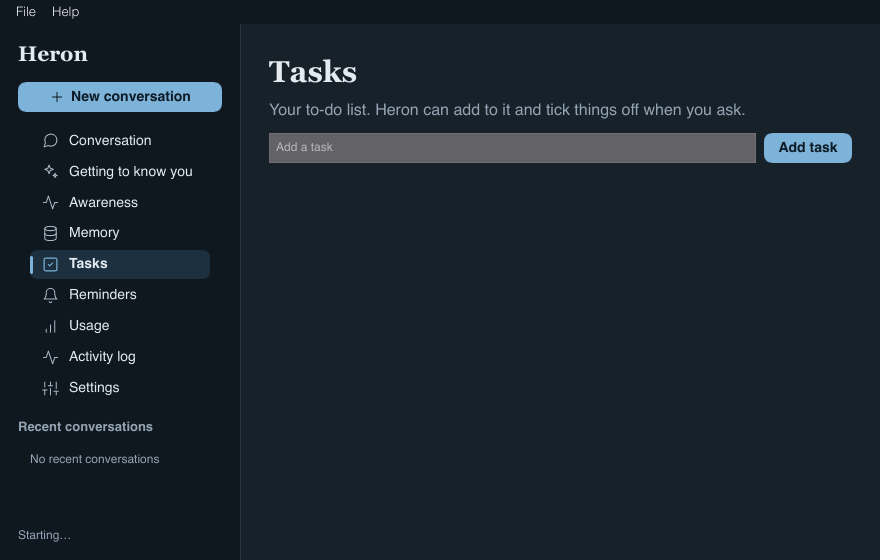 File Help
Heron
New conversation
Conversation
Getting to know you
Awareness
Memory
Tasks
Reminders
Usage
Activity log
Settings
Recent conversations
No recent conversations
Starting…
Tasks
Your to-do list. Heron can add to it and tick things off when you ask.
Add a task
Add task